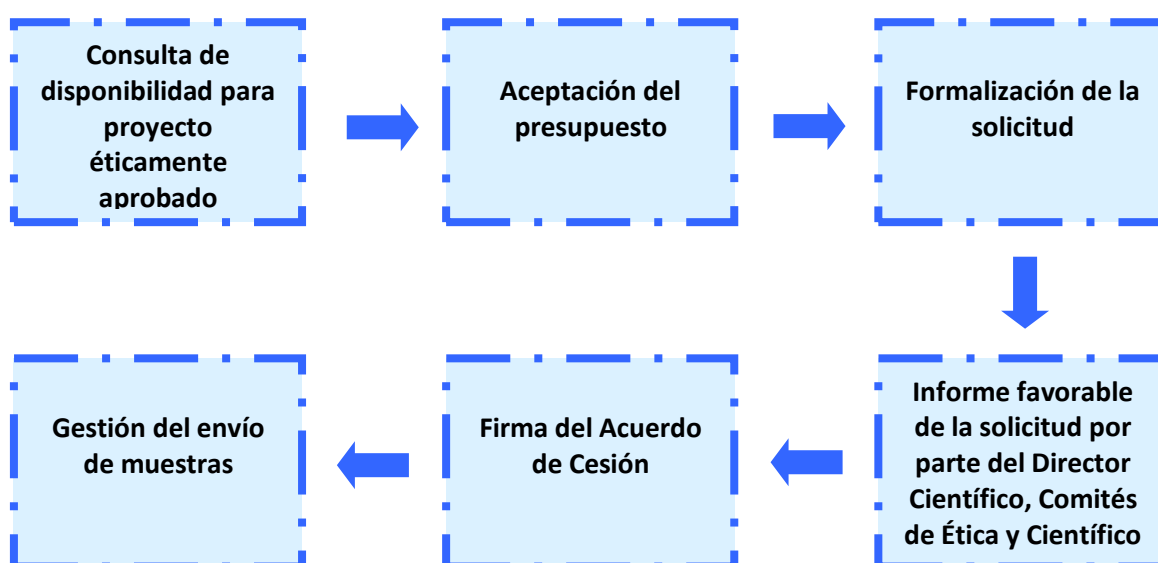 Consulta de
disponibilidad para
proyecto
éticamente
aprobado
Aceptación del
presupuesto
Formalización de la
solicitud
Informe favorable
de la solicitud por
parte del Director
Científico, Comités
de Ética y Científico
Firma del Acuerdo
de Cesión
Gestión del envío
de muestras